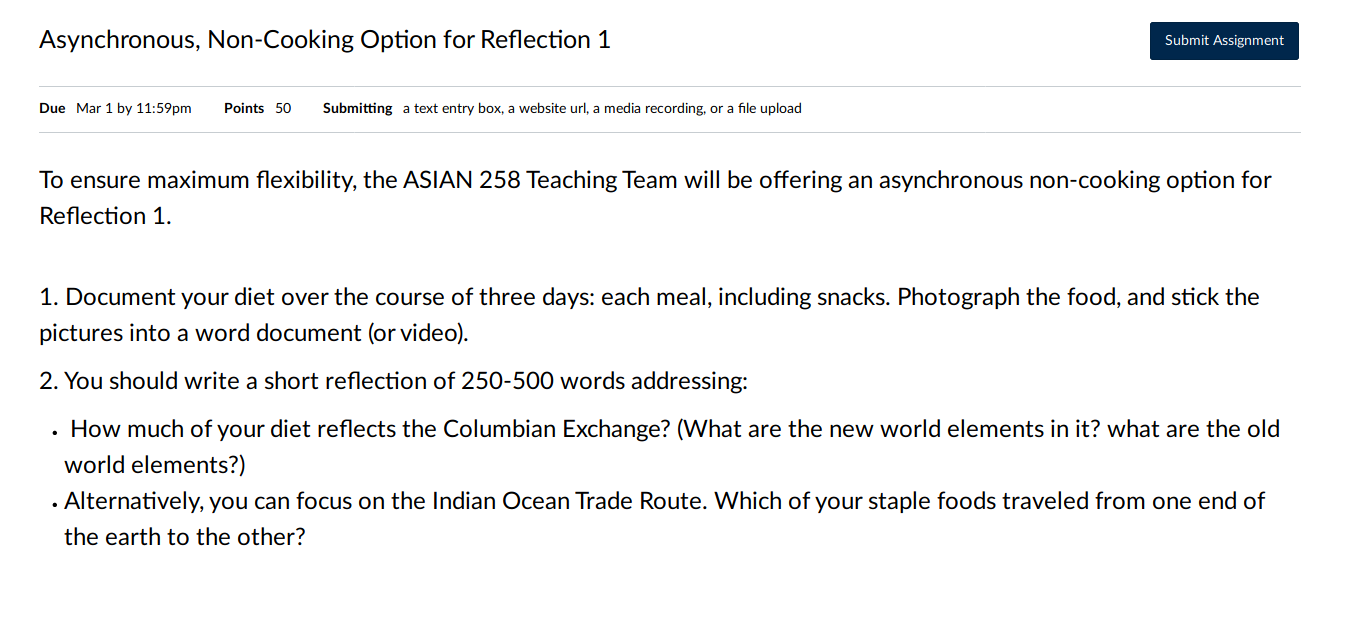 Asynchronous, Non-Cooking Option for Reflection 1
Submit Assignment
Due Mar 1 by 11:59pm Points 50 Submitting a text entry box, a website url, a media recording, or a file upload
To ensure maximum flexibility, the ASIAN 258 Teaching Team will be offering an asynchronous non-cooking option for
Reflection 1.
1. Document your diet over the course of three days: each meal, including snacks. Photograph the food, and stick the
pictures into a word document (or video).
2. You should write a short reflection of 250-500 words addressing:
• How much of your diet reflects the Columbian Exchange? (What are the new world elements in it? what are the old
world elements?)
• Alternatively, you can focus on the Indian Ocean Trade Route. Which of your staple foods traveled from one end of
the earth to the other?